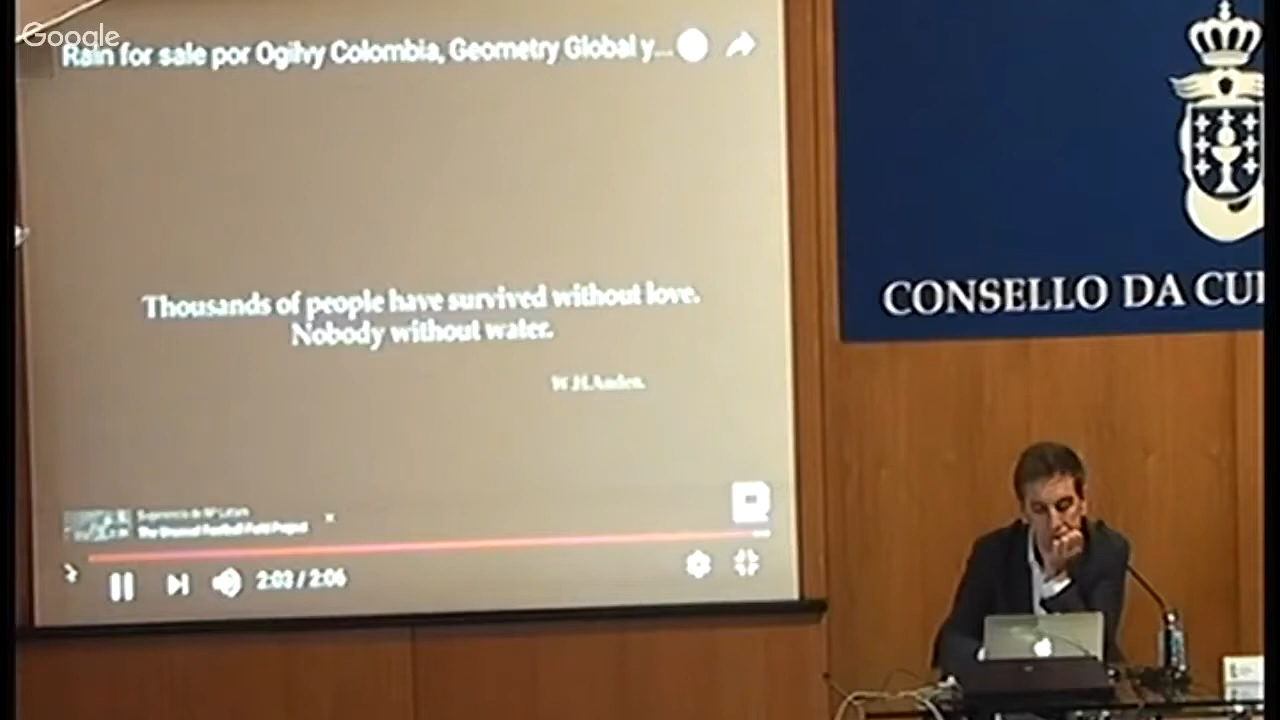 Google
Rain for sale por Ogilvy Colombia, Geometry Global y...
Thousands of people have survived without love.
Nobody without water.
W.H.Auden.
2:03 / 2:06
CONSELLO DA CU